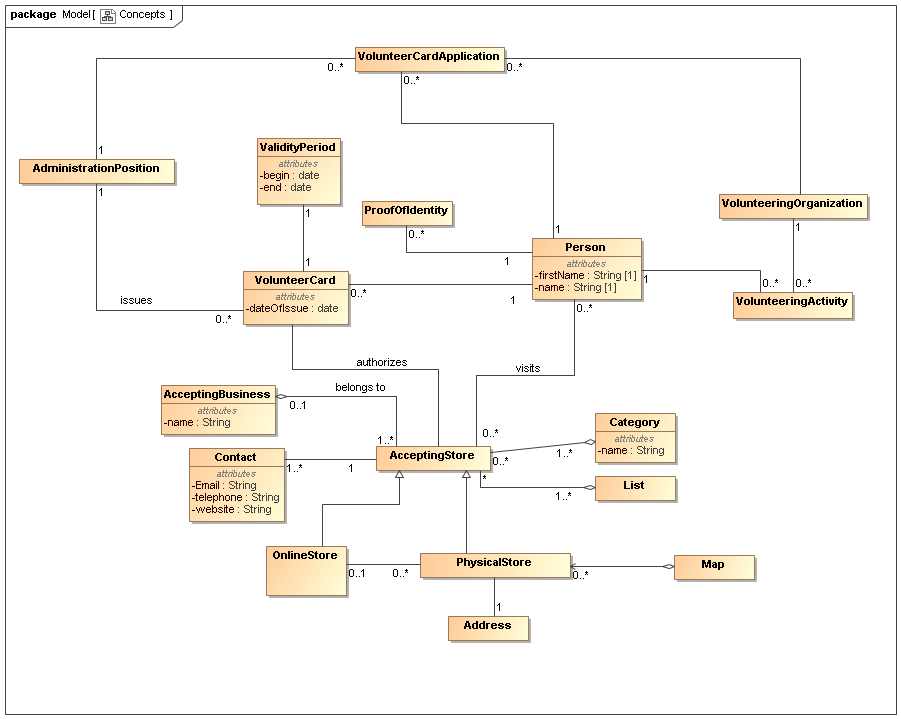 package Model [ Concepts ]
VolunteerCardApplication
0..*
0..*
0..*
1
AdministrationPosition
1
ValidityPeriod
attributes
-begin : date
-end : date
1
ProofOfIdentity
0..*
VolunteeringOrganization
1
1
Person
attributes
-firstName : String [1]
-name : String [1]
1
1
1
0..*
0..*
0..*
VolunteeringActivity
1
VolunteerCard
attributes
-dateOfIssue : date
0..*
issues
0..*
authorizes
visits
AcceptingBusiness
attributes
-name : String
belongs to
0..1
1..*
0..*
Category
attributes
-name : String
1..*
AcceptingStore
0..*
*
List
1..*
Contact
attributes
-Email : String
-telephone : String
-website : String
1..*
1
OnlineStore
0..1
0..*
PhysicalStore
0..*
Map
1
Address